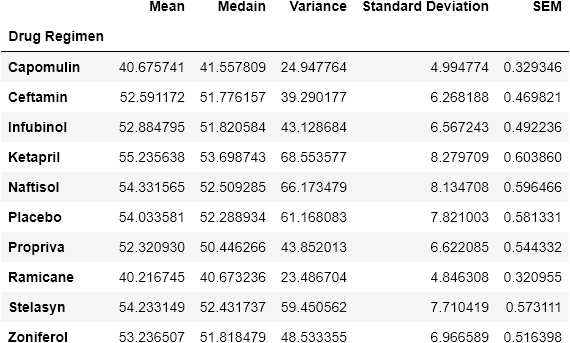 Mean Medain Variance Standard Deviation SEM
Drug Regimen
Capomulin 40.675741 41.557809 24.947764 4.994774 0.329346
Ceftamin 52.591172 51.776157 39.290177 6.268188 0.469821
Infubinol 52.884795 51.820584 43.128684 6.567243 0.492236
Ketapril 55.235638 53.698743 68.553577 8.279709 0.603860
Naftisol 54.331565 52.509285 66.173479 8.134708 0.596466
Placebo 54.033581 52.288934 61.168083 7.821003 0.581331
Propriva 52.320930 50.446266 43.852013 6.622085 0.544332
Ramicane 40.216745 40.673236 23.486704 4.846308 0.320955
Stelasyn 54.233149 52.431737 59.450562 7.710419 0.573111
Zoniferol 53.236507 51.818479 48.533355 6.966589 0.516398